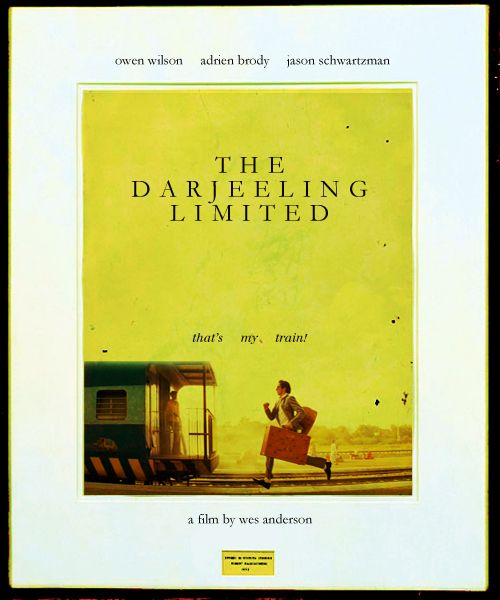 owen wilson adrien brody jason schwartzman
THE
DARJEELING
LIMITED
that's my train!
a film by wes anderson